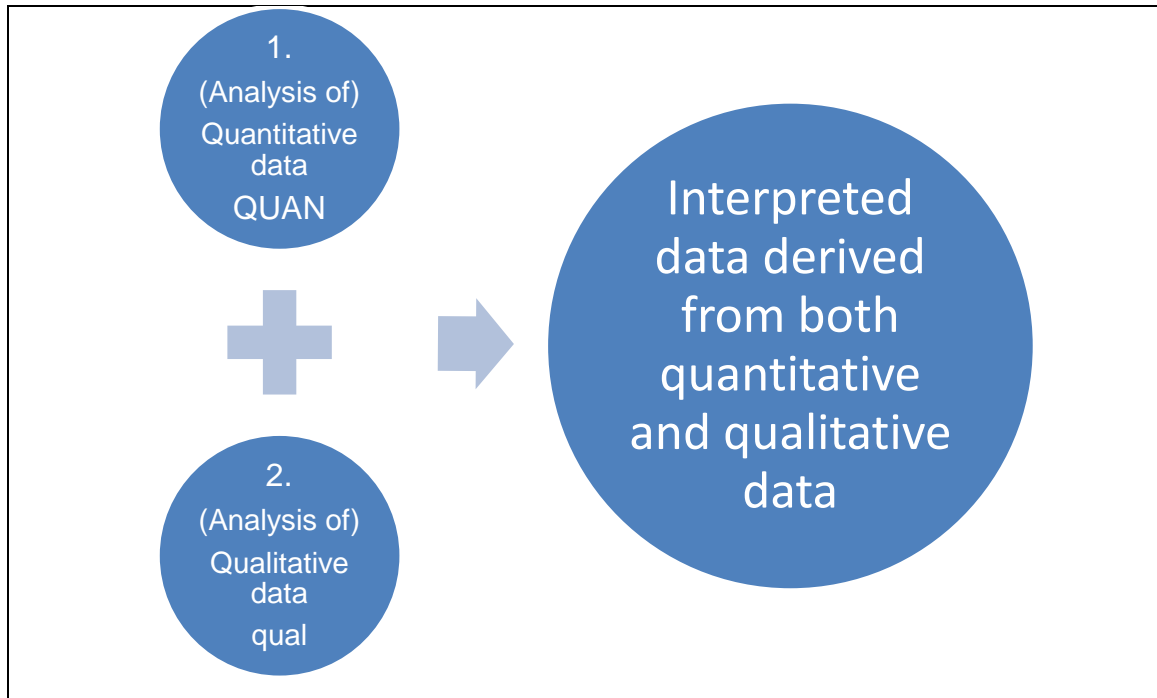 1.
(Analysis of)
Quantitative
data
QUAN
2.
(Analysis of)
Qualitative
data
qual
Interpreted
data derived
from both
quantitative
and qualitative
data